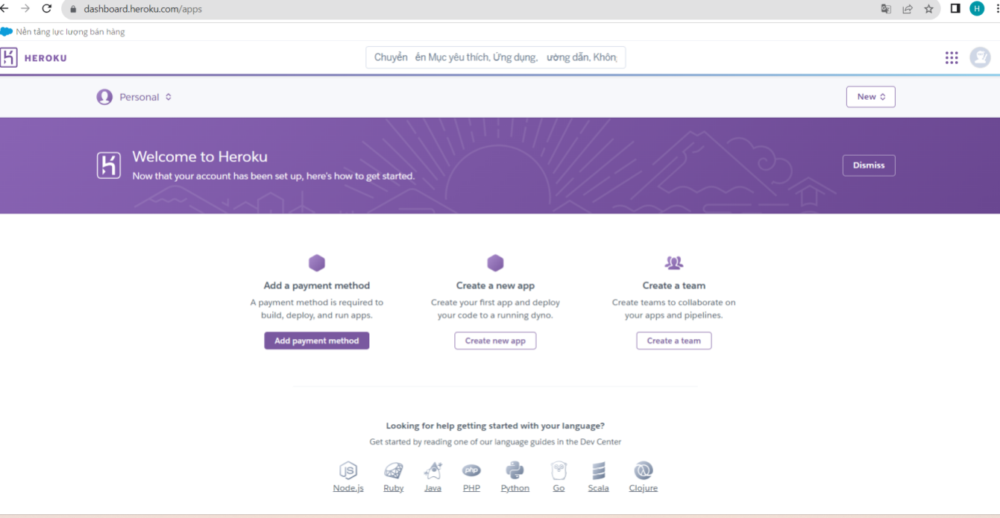 dashboard.heroku.com/apps
H
Nền tảng lực lượng bán hàng
HEROKU
Chuyển ến Mục yêu thích, Ứng dụng, ường dẫn, Khôn
Personal
New
Welcome to Heroku
Now that your account has been set up, here's how to get started.
Dismiss
Add a payment method
A payment method is required to
build, deploy, and run apps.
Add payment method
Create a new app
Create your first app and deploy
your code to a running dyno.
Create new app
Create a team
Create teams to collaborate on
your apps and pipelines.
Create a team
Looking for help getting started with your language?
Get started by reading one of our language guides in the Dev Center
JS
php
Node.js Ruby Java PHP Python Go Scala Clojure